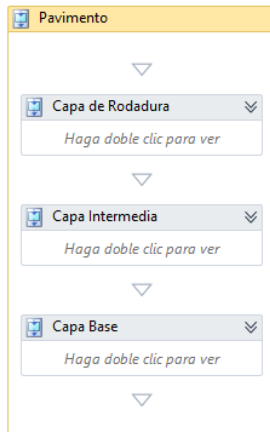 Pavimento
Capa de Rodadura
Haga doble clic para ver
Capa Intermedia
Haga doble clic para ver
Capa Base
Haga doble clic para ver